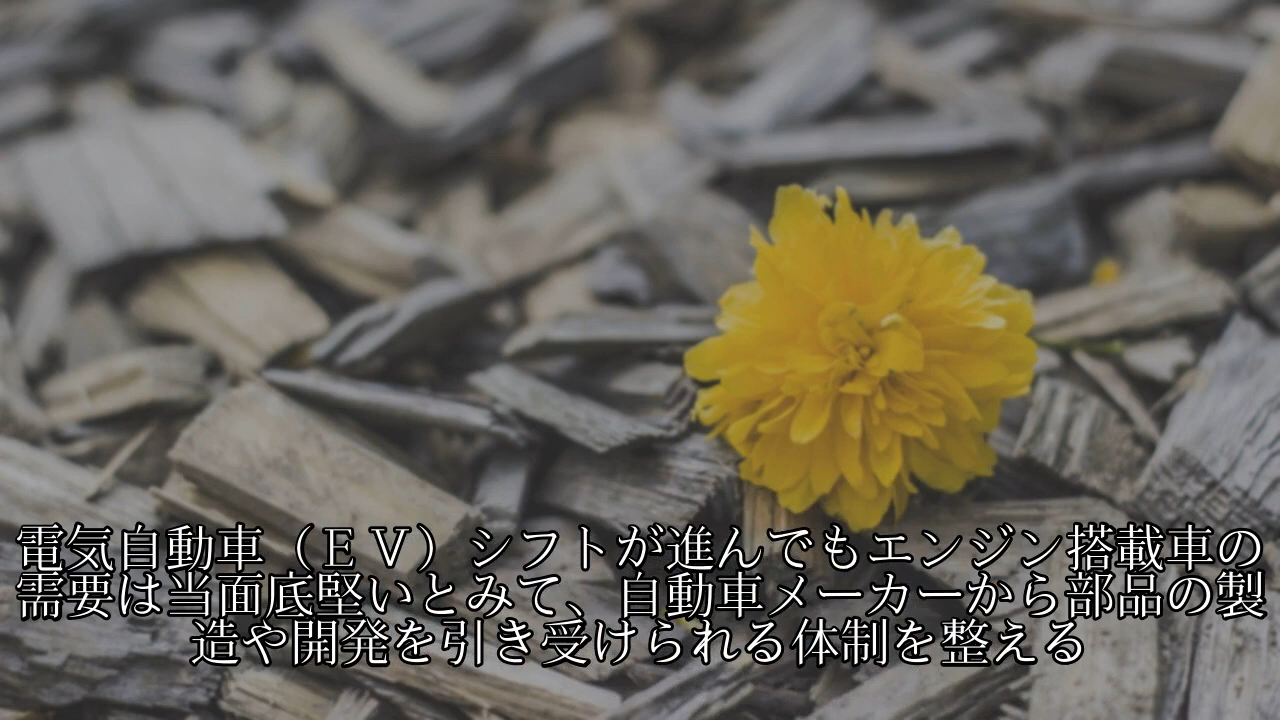 電気自動車（ＥＶ）シフトが進んでもエンジン搭載車の
需要は当面底堅いとみて、自動車メーカーから部品の製
造や開発を引き受けられる体制を整える